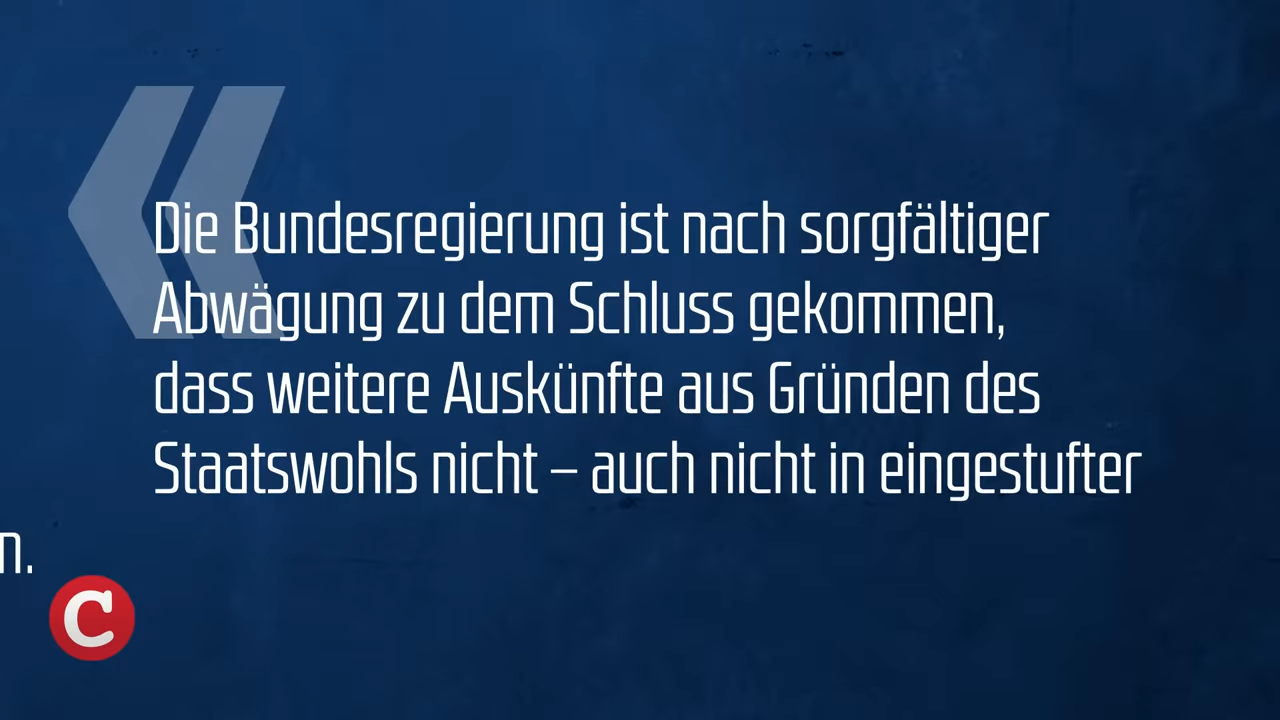 Die Bundesregierung ist nach sorgfältiger
Abwägung zu dem Schluss gekommen,
dass weitere Auskünfte aus Gründen des
Staatswohls nicht – auch nicht in eingestufter
n.
C